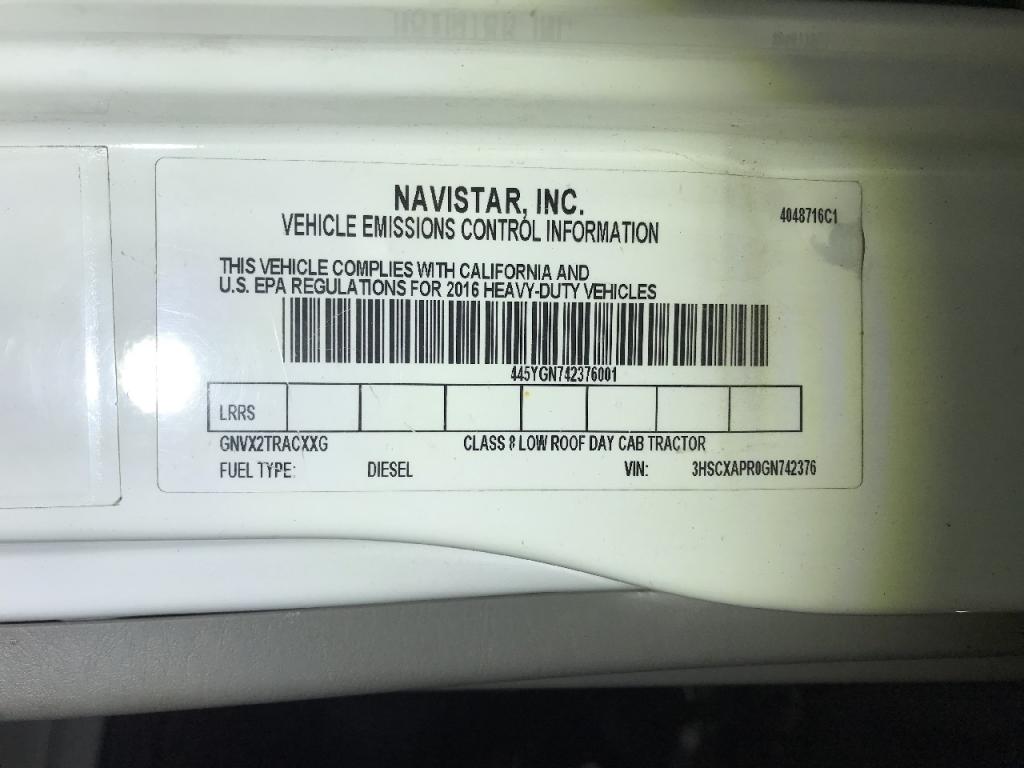 NAVISTAR, INC.
4048716C1
VEHICLE EMISSIONS CONTROL INFORMATION
THIS VEHICLE COMPLIES WITH CALIFORNIA AND
U.S. EPA REGULATIONS FOR 2016 HEAVY-DUTY VEHICLES
445YGN742376001
LRRS
GNVX2TRACXXG CLASS 8 LOW ROOF DAY CAB TRACTOR
FUEL TYPE: DIESEL VIN: 3HSCXAPR0GN742376